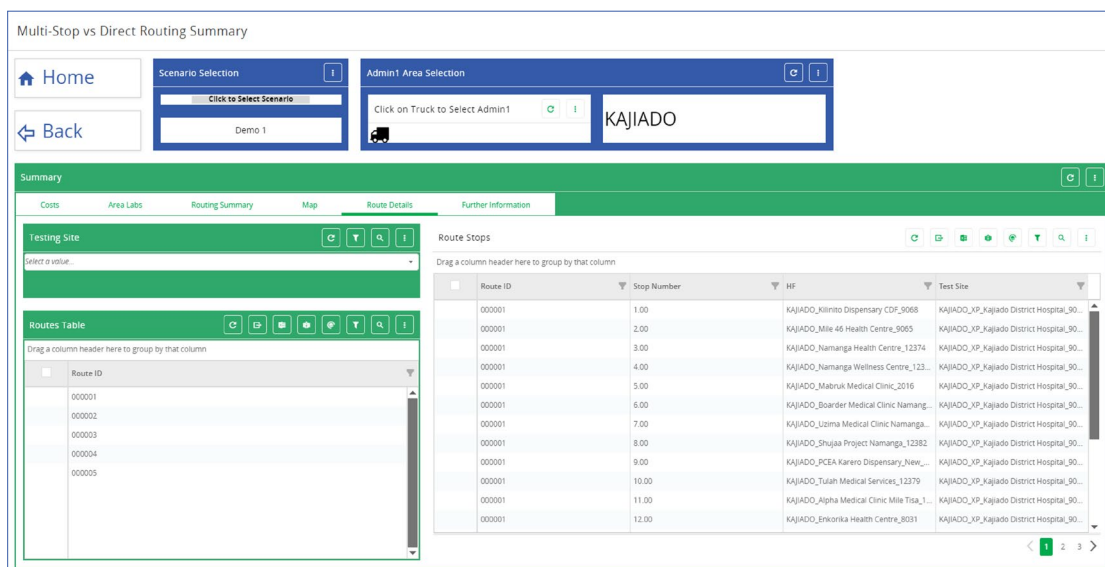 Multi-Stop vs Direct Routing Summary
Home
Back
Scenario Selection
Click to Select Scenario
Demo 1
Admin1 Area Selection
Click on Truck to Select Admin1
KAJIADO
Summary
Costs Area Labs Routing Summary Map Route Details Further Information
Testing Site
Select a value...
Routes Table
Drag a column header here to group by that column
Route ID
000001
000002
000003
000004
000005
Route Stops
Drag a column header here to group by that column
Route ID Stop Number HF Test Site
000001 1.00 KAJIADO_Kilinito Dispensary CDF_9068 KAJIADO_XP_Kajiado District Hospital_90...
000001 2.00 KAJIADO_Mile 46 Health Centre_9065 KAJIADO_XP_Kajiado District Hospital_90...
000001 3.00 KAJIADO_Namanga Health Centre_12374 KAJIADO_XP_Kajiado District Hospital_90...
000001 4.00 KAJIADO_Namanga Wellness Centre_123... KAJIADO_XP_Kajiado District Hospital_90...
000001 5.00 KAJIADO_Mabruk Medical Clinic_2016 KAJIADO_XP_Kajiado District Hospital_90...
000001 6.00 KAJIADO_Boarder Medical Clinic Namang... KAJIADO_XP_Kajiado District Hospital_90...
000001 7.00 KAJIADO_Uzima Medical Clinic Namanga... KAJIADO_XP_Kajiado District Hospital_90...
000001 8.00 KAJIADO_Shujaa Project Namanga_12382 KAJIADO_XP_Kajiado District Hospital_90...
000001 9.00 KAJIADO_PCEA Karero Dispensary_New_... KAJIADO_XP_Kajiado District Hospital_90...
000001 10.00 KAJIADO_Tulah Medical Services_12379 KAJIADO_XP_Kajiado District Hospital_90...
000001 11.00 KAJIADO_Alpha Medical Clinic Mile Tisa_1... KAJIADO_XP_Kajiado District Hospital_90...
000001 12.00 KAJIADO_Enkorika Health Centre_8031 KAJIADO_XP_Kajiado District Hospital_90...
1 2 3